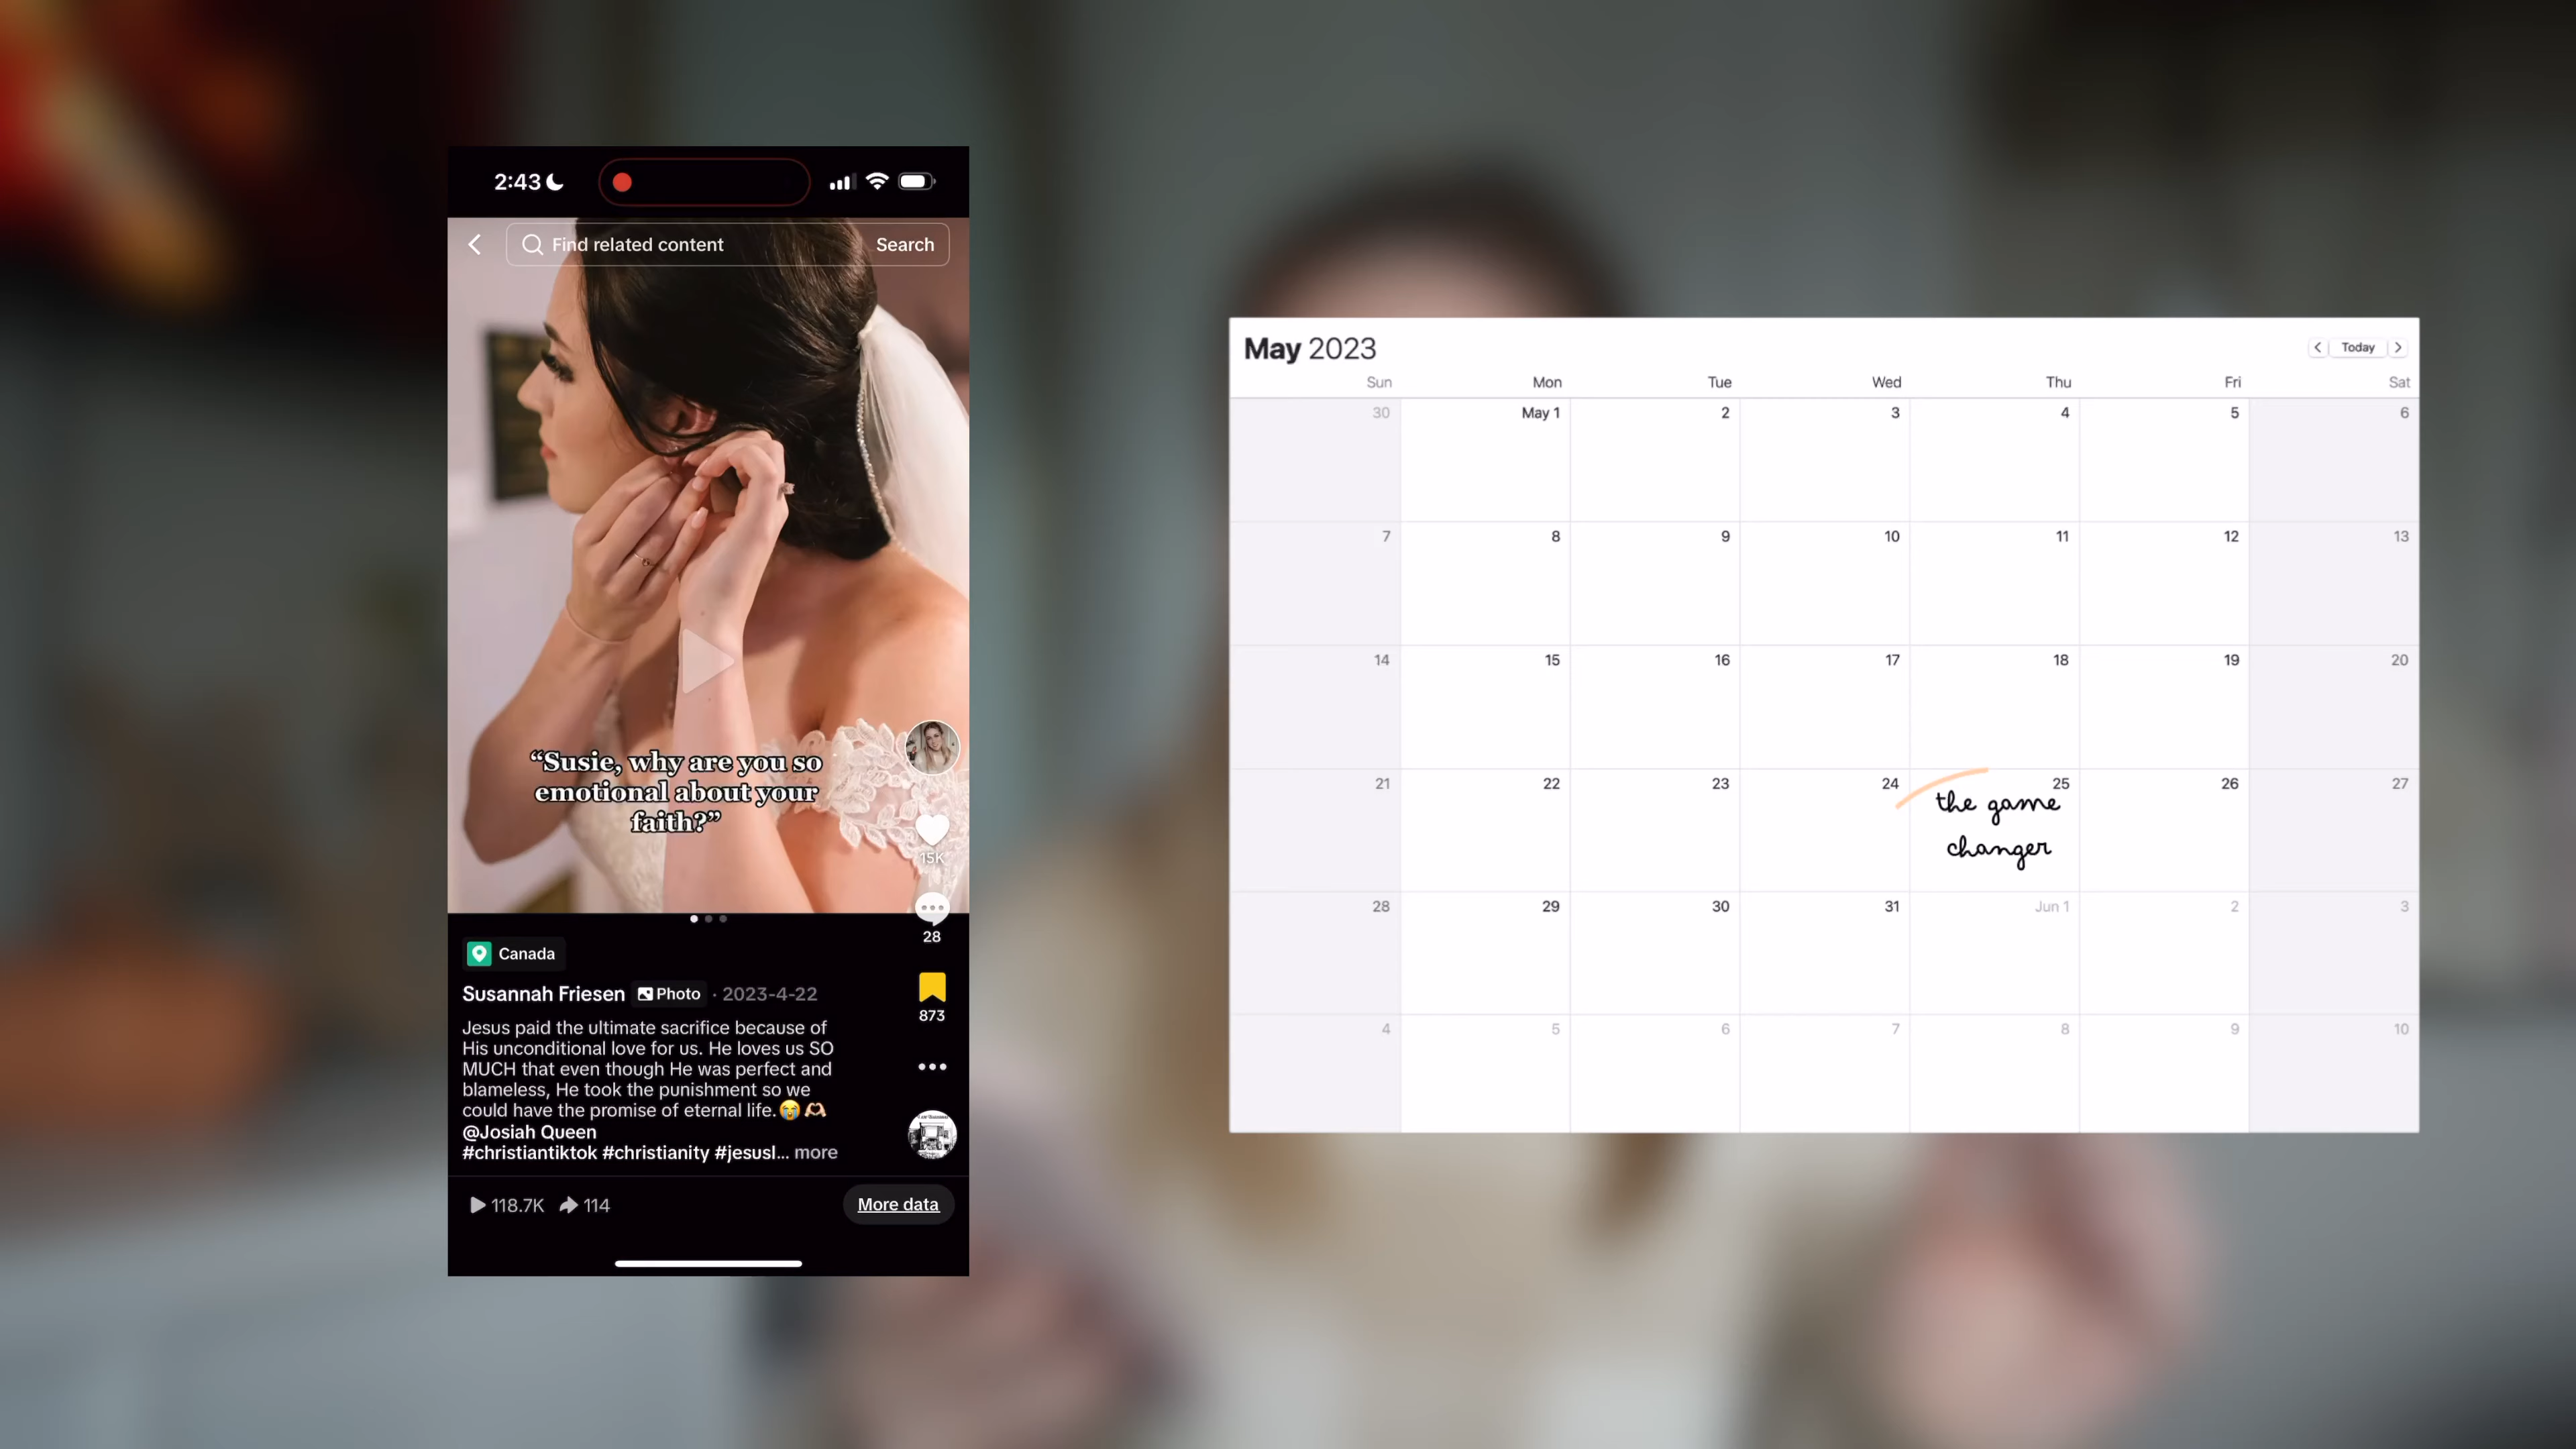 2:43
Find related content
Search
“Susie, why are you so
emotional about your
faith?”
15K
28
873
Canada
Susannah Friesen Photo · 2023-4-22
Jesus paid the ultimate sacrifice because of
His unconditional love for us. He loves us SO
MUCH that even though He was perfect and
blameless, He took the punishment so we
could have the promise of eternal life.😭🫶🏼
@Josiah Queen
#christiantiktok #christianity #jesusl... more
118.7K 114
More data
May 2023
Today
Sun Mon Tue Wed Thu Fri Sat
30 May 1 2 3 4 5 6
7 8 9 10 11 12 13
14 15 16 17 18 19 20
21 22 23 24 25 26 27
the game
changer
28 29 30 31 Jun 1 2 3
4 5 6 7 8 9 10